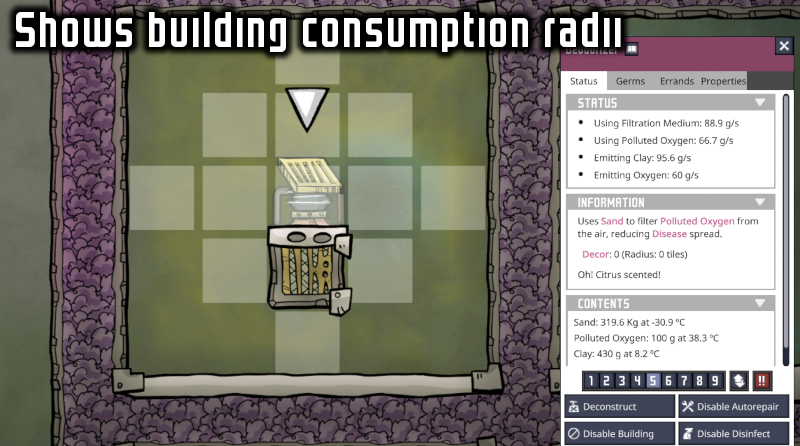 Shows building consumption radii
Deodorizer
Status Germs Errands Properties
STATUS
• Using Filtration Medium: 88.9 g/s
• Using Polluted Oxygen: 66.7 g/s
• Emitting Clay: 95.6 g/s
• Emitting Oxygen: 60 g/s
INFORMATION
Uses Sand to filter Polluted Oxygen from
the air, reducing Disease spread.
Decor: 0 (Radius: 0 tiles)
Oh! Citrus scented!
CONTENTS
Sand: 319.6 Kg at -30.9 ºC
Polluted Oxygen: 100 g at 38.3 ºC
Clay: 430 g at 8.2 ºC
1 2 3 4 5 6 7 8 9 !!
Deconstruct Disable Autorepair
Disable Building Disable Disinfect